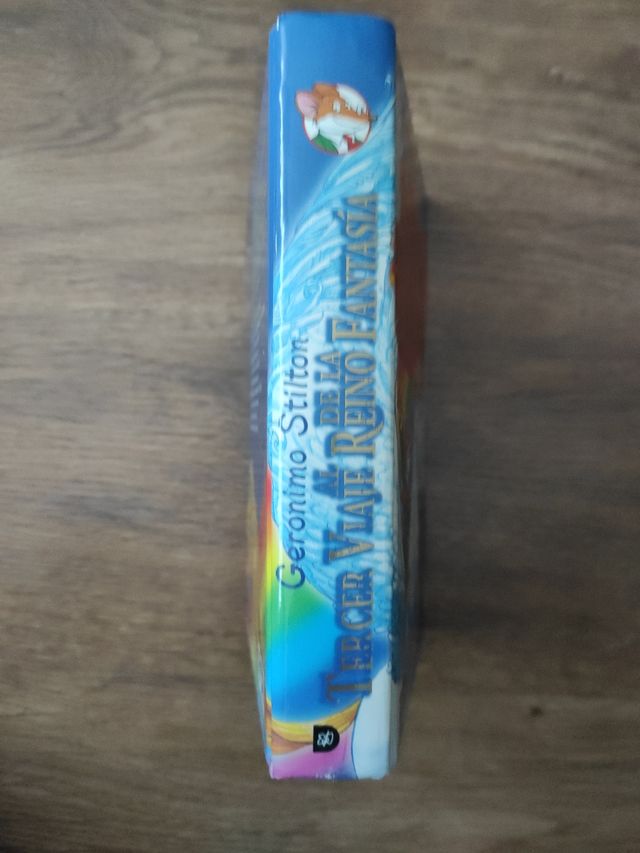 Geronimo Stilton
TERCER VIAJE AL REINO DE LA FANTASÍA